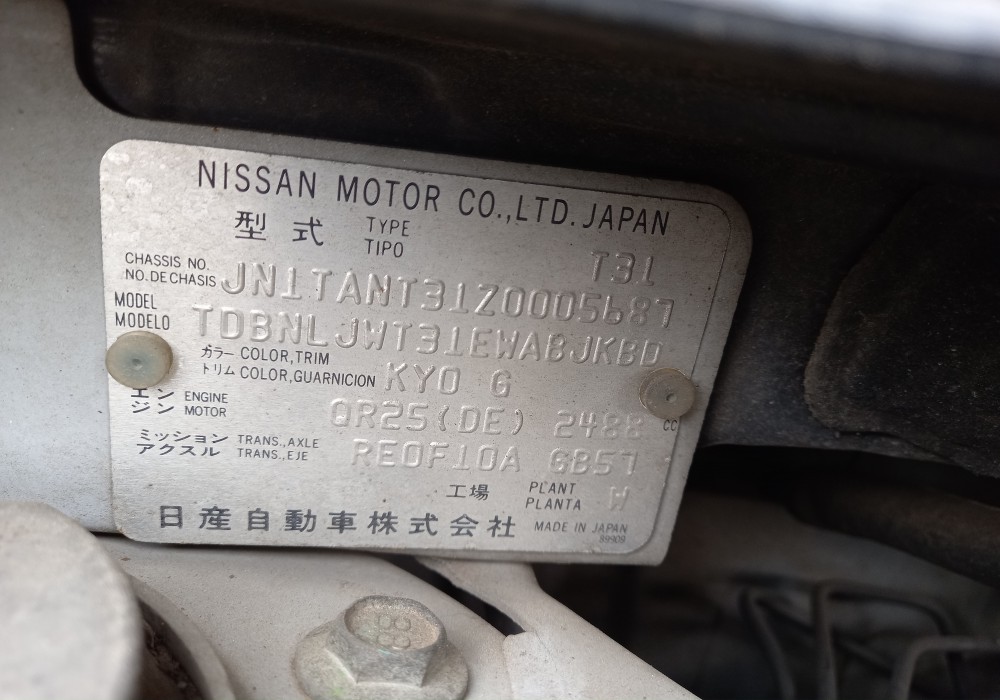 NISSAN MOTOR CO.,LTD. JAPAN
型式 TYPE TIPO T31
CHASSIS NO. NO. DE CHASIS JN1TANT31Z0005687
MODEL MODELO TDBNLJWT31EWABJKBD
カラー トリム COLOR,TRIM COLOR,GUARNICION KY0 G
エンジン ENGINE MOTOR QR25(DE) 2488 CC
ミッション アクスル TRANS.,AXLE TRANS.,EJE RE0F10A GB57
工場 PLANT PLANTA W
日産自動車株式会社 MADE IN JAPAN
89909